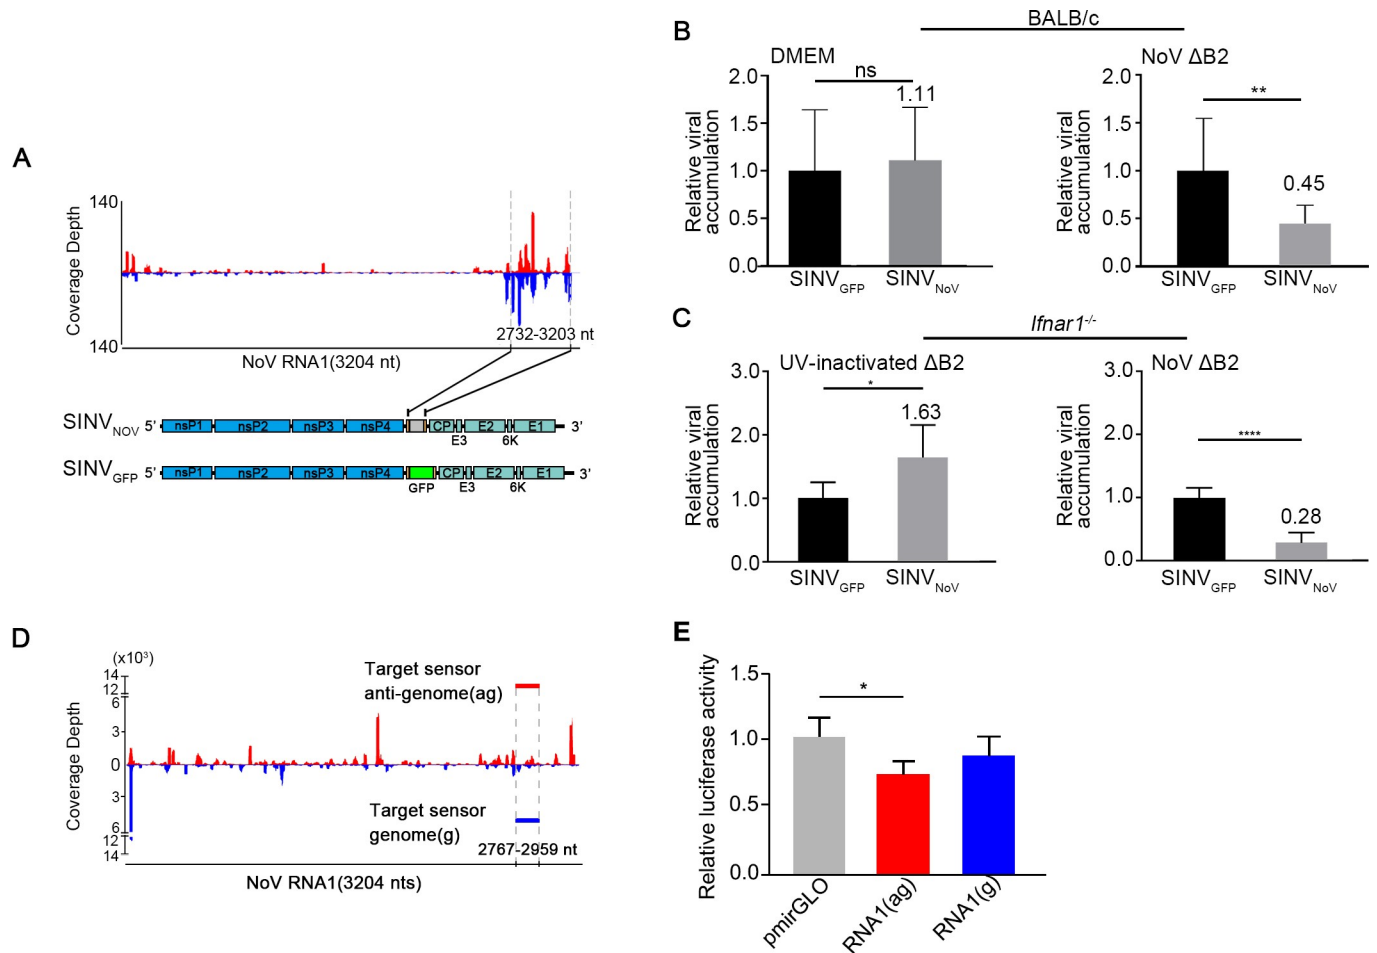 A
140
Coverage Depth
140
2732-3203 nt
NoV RNA1(3204 nt)
SINVNOV 5' nsP1 nsP2 nsP3 nsP4 CP E2 E1 3'
E3 6K
SINVGFP 5' nsP1 nsP2 nsP3 nsP4 CP E2 E1 3'
GFP E3 6K
B
BALB/c
DMEM
ns
1.11
2.0
1.5
1.0
0.5
0.0
Relative viral
accumulation
SINVGFP SINVNoV
NoV ΔB2
**
0.45
2.0
1.5
1.0
0.5
0.0
Relative viral
accumulation
SINVGFP SINVNoV
C
Ifnar1-/-
UV-inactivated ΔB2
*
1.63
3.0
2.0
1.0
0.0
Relative viral
accumulation
SINVGFP SINVNoV
NoV ΔB2
****
0.28
3.0
2.0
1.0
0.0
Relative viral
accumulation
SINVGFP SINVNoV
D
(x10³)
14
12
6
3
0
3
6
12
14
Coverage Depth
Target sensor
anti-genome(ag)
Target sensor
genome(g)
2767-2959 nt
NoV RNA1(3204 nts)
E
Relative luciferase activity
1.5
1.0
0.5
0.0
*
pmirGLO
RNA1(ag)
RNA1(g)